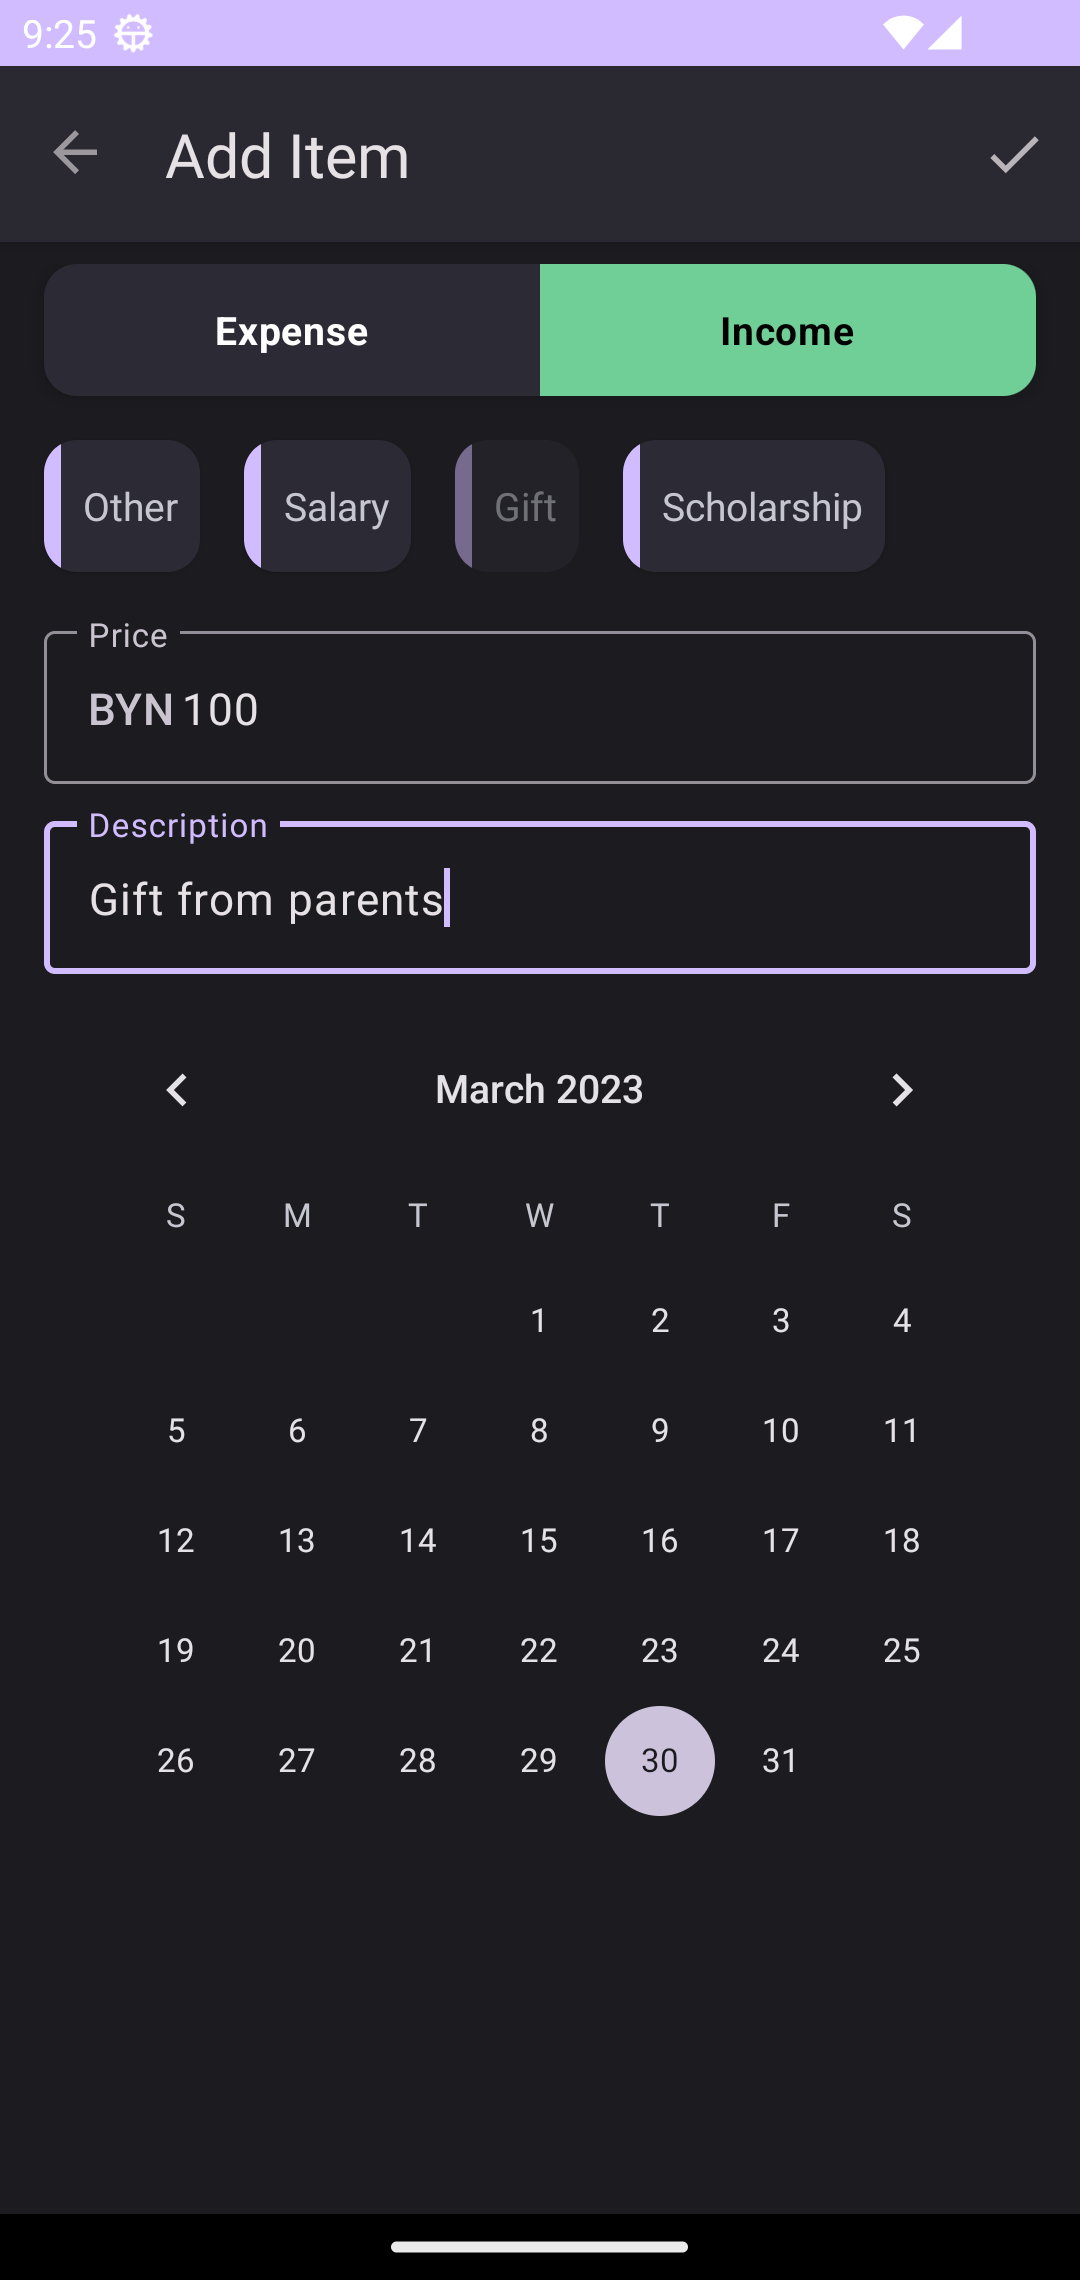 9:25
Add Item
Expense Income
Other Salary Gift Scholarship
Price
BYN 100
Description
Gift from parents
March 2023
S M T W T F S
1 2 3 4
5 6 7 8 9 10 11
12 13 14 15 16 17 18
19 20 21 22 23 24 25
26 27 28 29 30 31